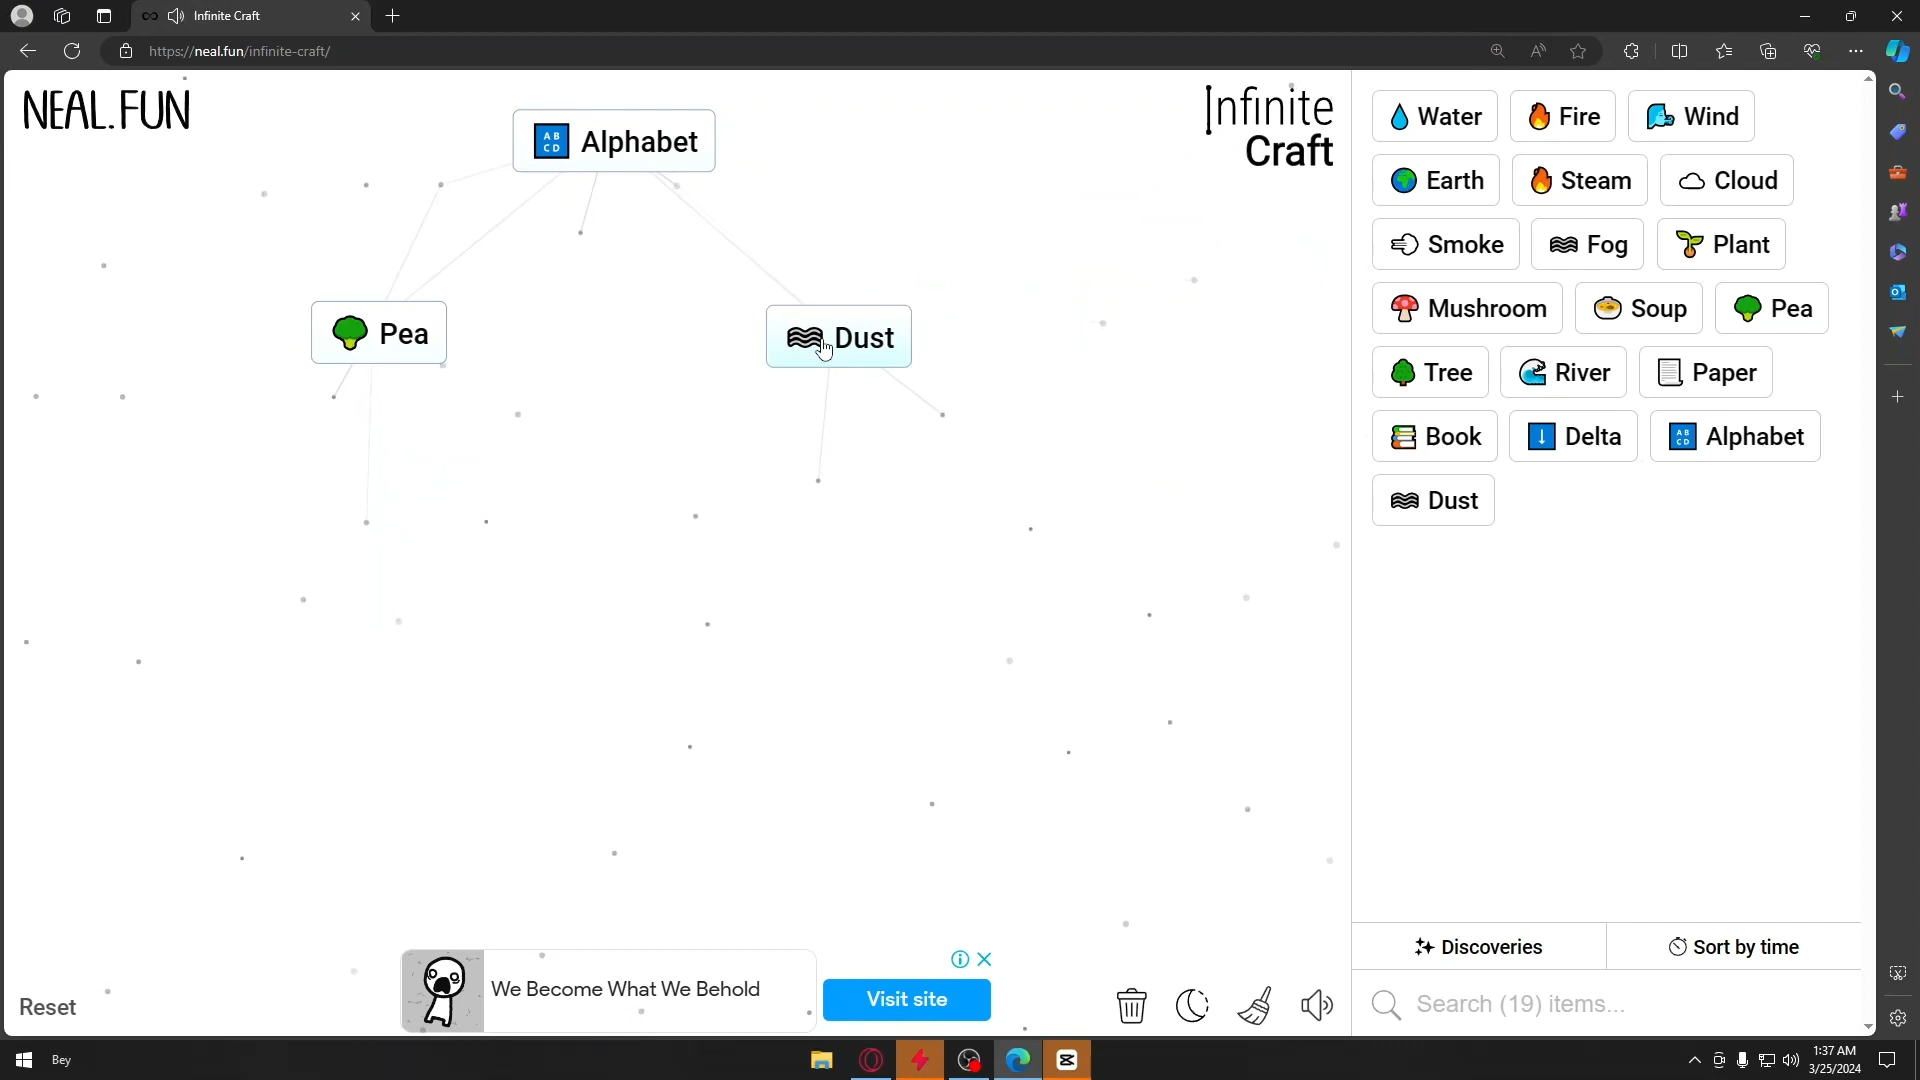 Infinite Craft
https://neal.fun/infinite-craft/
NEAL.FUN
Infinite
Craft
Alphabet
Pea
Dust
Water
Fire
Wind
Earth
Steam
Cloud
Smoke
Fog
Plant
Mushroom
Soup
Pea
Tree
River
Paper
Book
Delta
Alphabet
Dust
Discoveries
Sort by time
Search (19) items...
Reset
We Become What We Behold
Visit site
Bey
1:37 AM
3/25/2024